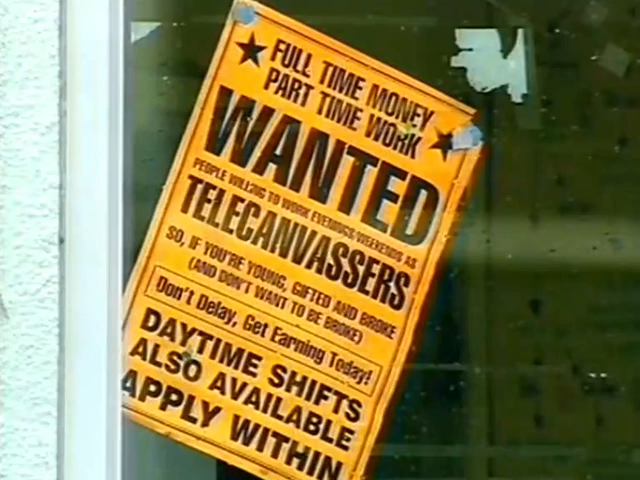 FULL TIME MONEY
PART TIME WORK
WANTED
PEOPLE WILLING TO WORK EVENINGS/WEEKENDS AS
TELECANVASSERS
SO, IF YOU'RE YOUNG, GIFTED AND BROKE
(AND DON'T WANT TO BE BROKE)
Don't Delay, Get Earning Today!
DAYTIME SHIFTS
ALSO AVAILABLE
APPLY WITHIN